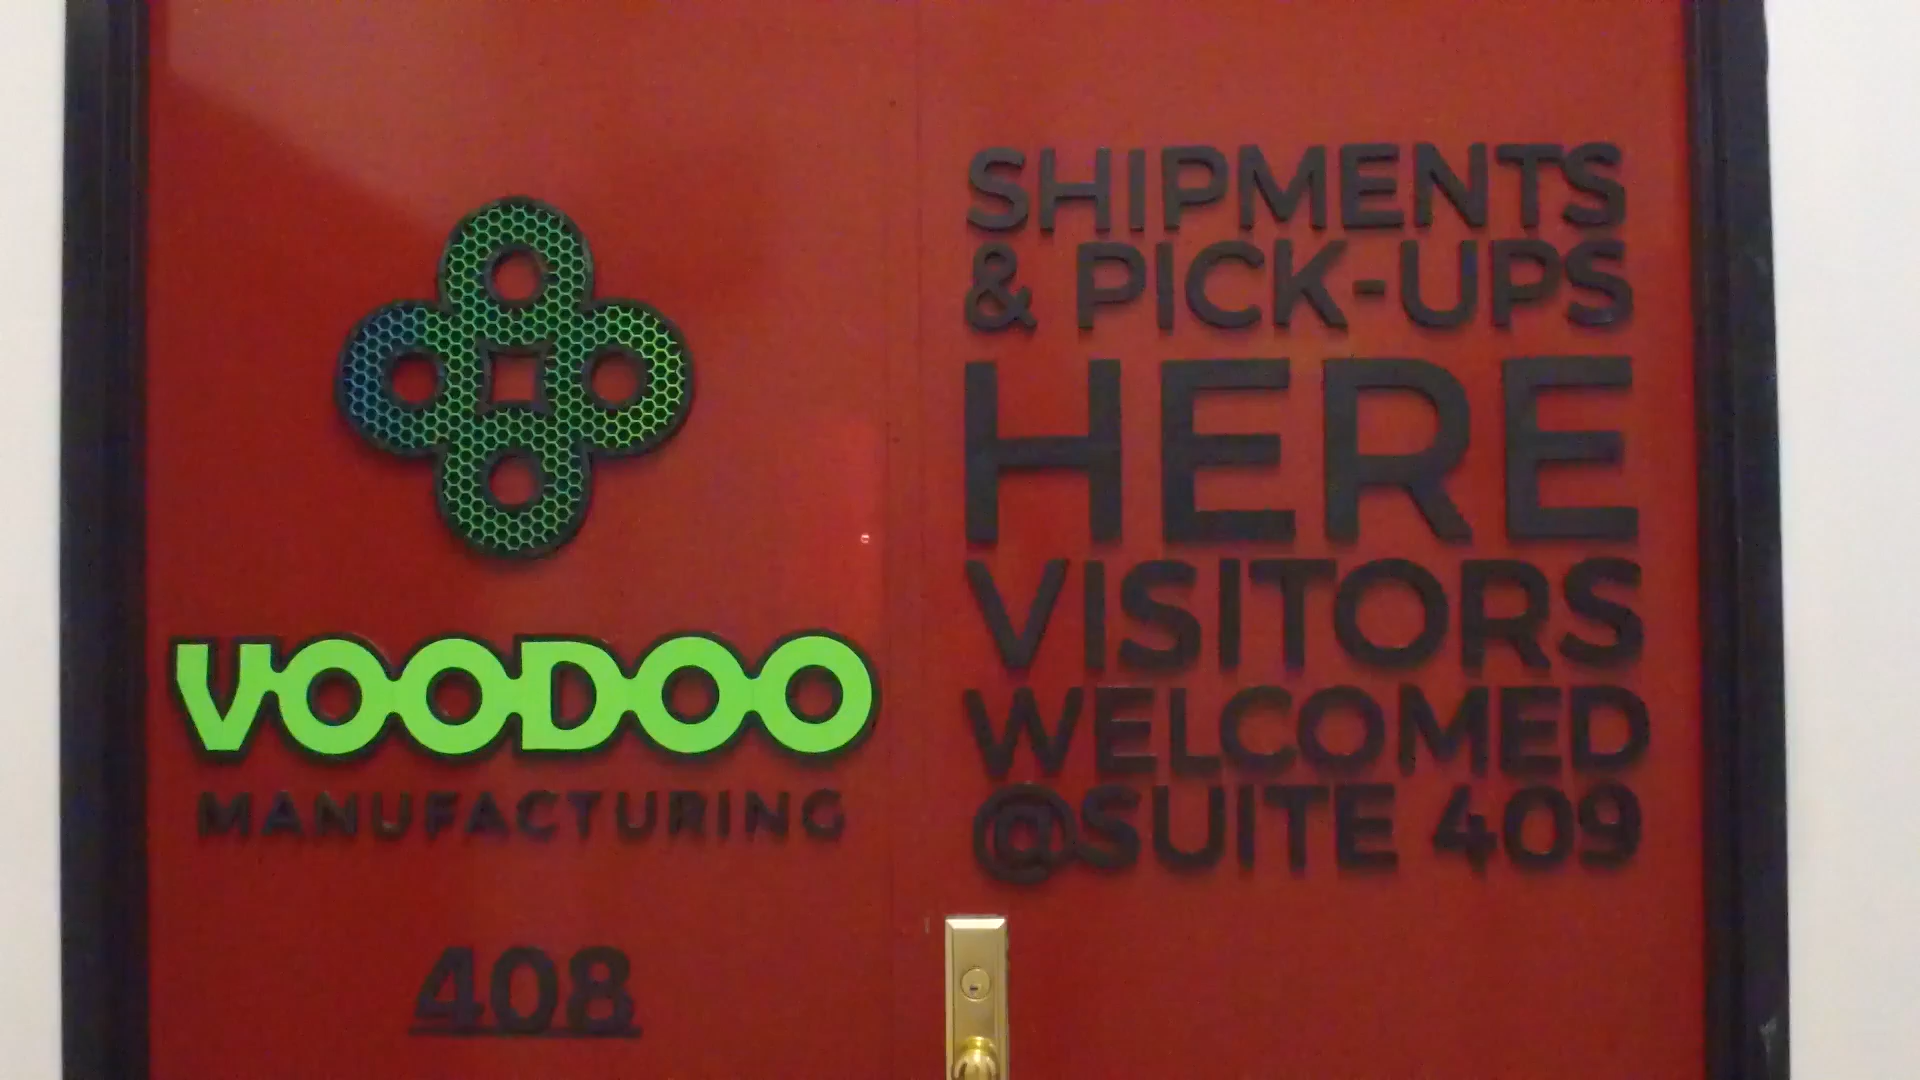 VOODOO
MANUFACTURING
408
SHIPMENTS
& PICK-UPS
HERE
VISITORS
WELCOMED
@SUITE 409